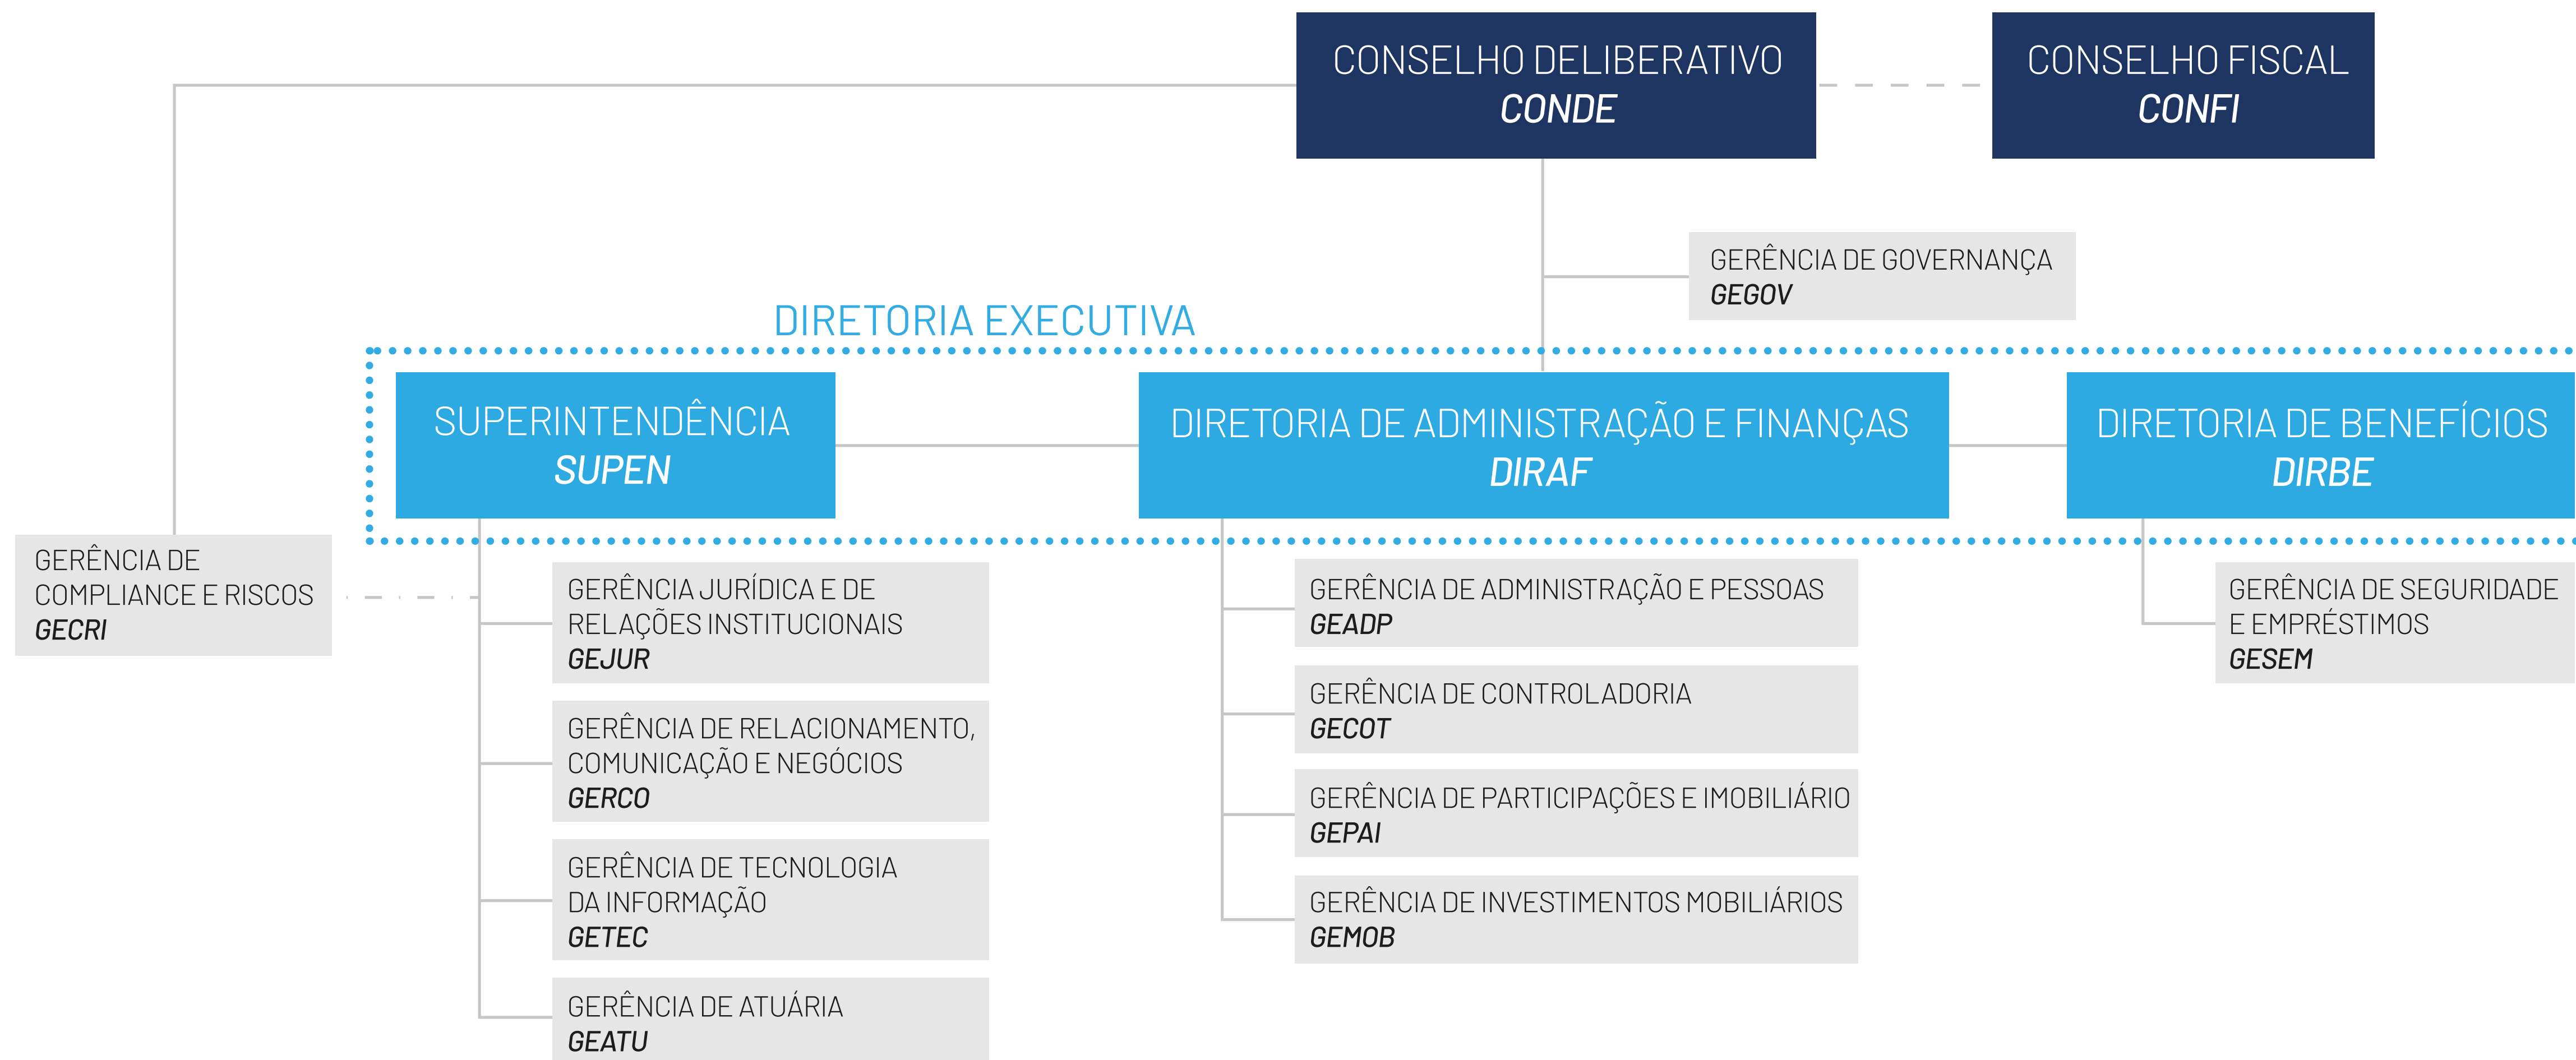 CONSELHO DELIBERATIVO
CONDE
CONSELHO FISCAL
CONFI
GERÊNCIA DE GOVERNANÇA
GEGOV
DIRETORIA EXECUTIVA
SUPERINTENDÊNCIA
SUPEN
DIRETORIA DE ADMINISTRAÇÃO E FINANÇAS
DIRAF
DIRETORIA DE BENEFÍCIOS
DIRBE
GERÊNCIA DE
COMPLIANCE E RISCOS
GECRI
GERÊNCIA JURÍDICA E DE
RELAÇÕES INSTITUCIONAIS
GEJUR
GERÊNCIA DE RELACIONAMENTO,
COMUNICAÇÃO E NEGÓCIOS
GERCO
GERÊNCIA DE TECNOLOGIA
DA INFORMAÇÃO
GETEC
GERÊNCIA DE ATUÁRIA
GEATU
GERÊNCIA DE ADMINISTRAÇÃO E PESSOAS
GEADP
GERÊNCIA DE CONTROLADORIA
GECOT
GERÊNCIA DE PARTICIPAÇÕES E IMOBILIÁRIO
GEPAI
GERÊNCIA DE INVESTIMENTOS MOBILIÁRIOS
GEMOB
GERÊNCIA DE SEGURIDADE
E EMPRÉSTIMOS
GESEM